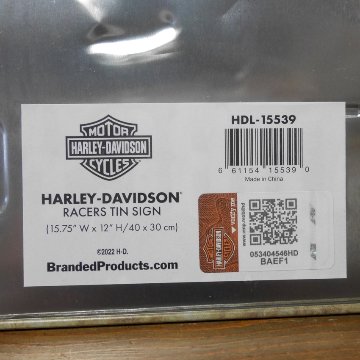 MOTOR
HARLEY-DAVIDSON
CYCLES
HARLEY-DAVIDSON®
RACERS TIN SIGN
(15.75” W x 12” H/40 x 30 cm)
©2022 H-D.
BrandedProducts.com
HDL-15539
6 61154 15539 0
Made in China
053404546HD
BAEF1